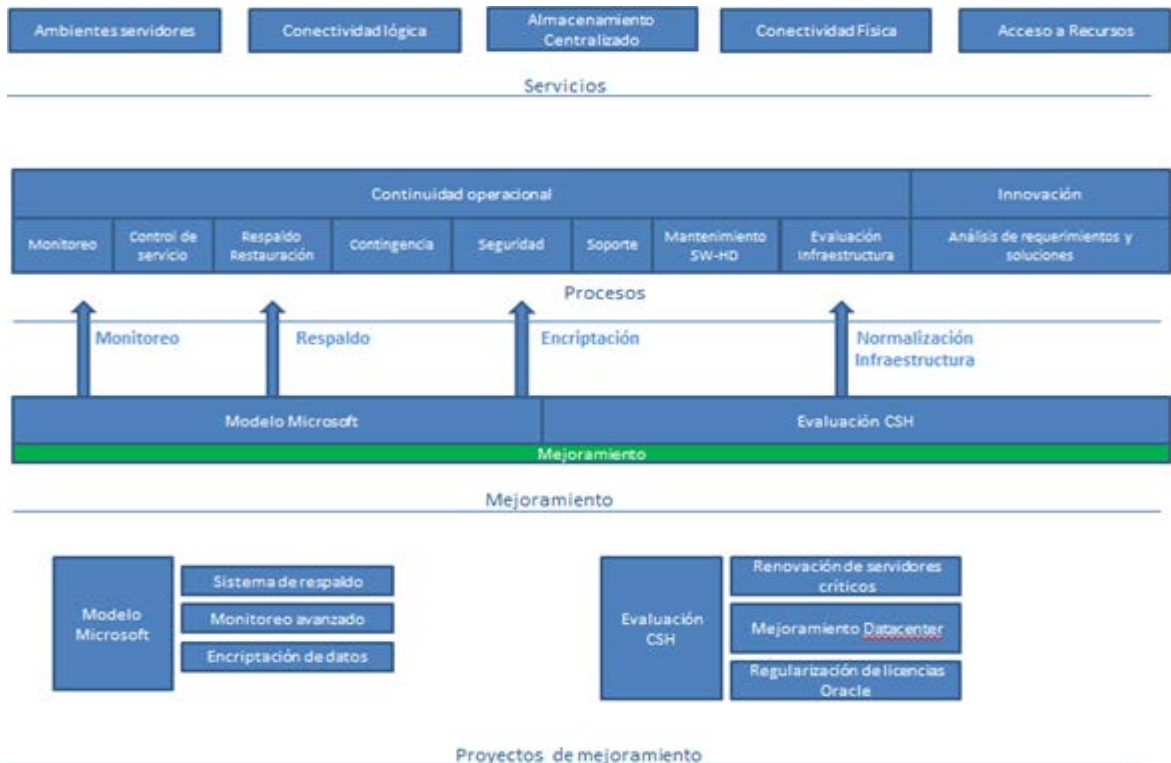 Ambientes servidores
Conectividad lógica
Almacenamiento
Centralizado
Conectividad Física
Acceso a Recursos
Servicios
Continuidad operacional
Innovación
Monitoreo
Control de
servicio
Respaldo
Restauración
Contingencia
Seguridad
Soporte
Mantenimiento
SW-HD
Evaluación
Infraestructura
Análisis de requerimientos y
soluciones
Procesos
Monitoreo
Respaldo
Encriptación
Normalización
Infraestructura
Modelo Microsoft
Evaluación CSH
Mejoramiento
Mejoramiento
Modelo
Microsoft
Sistema de respaldo
Monitoreo avanzado
Encriptación de datos
Evaluación
CSH
Renovación de servidores
críticos
Mejoramiento Datacenter
Regularización de licencias
Oracle
Proyectos de mejoramiento